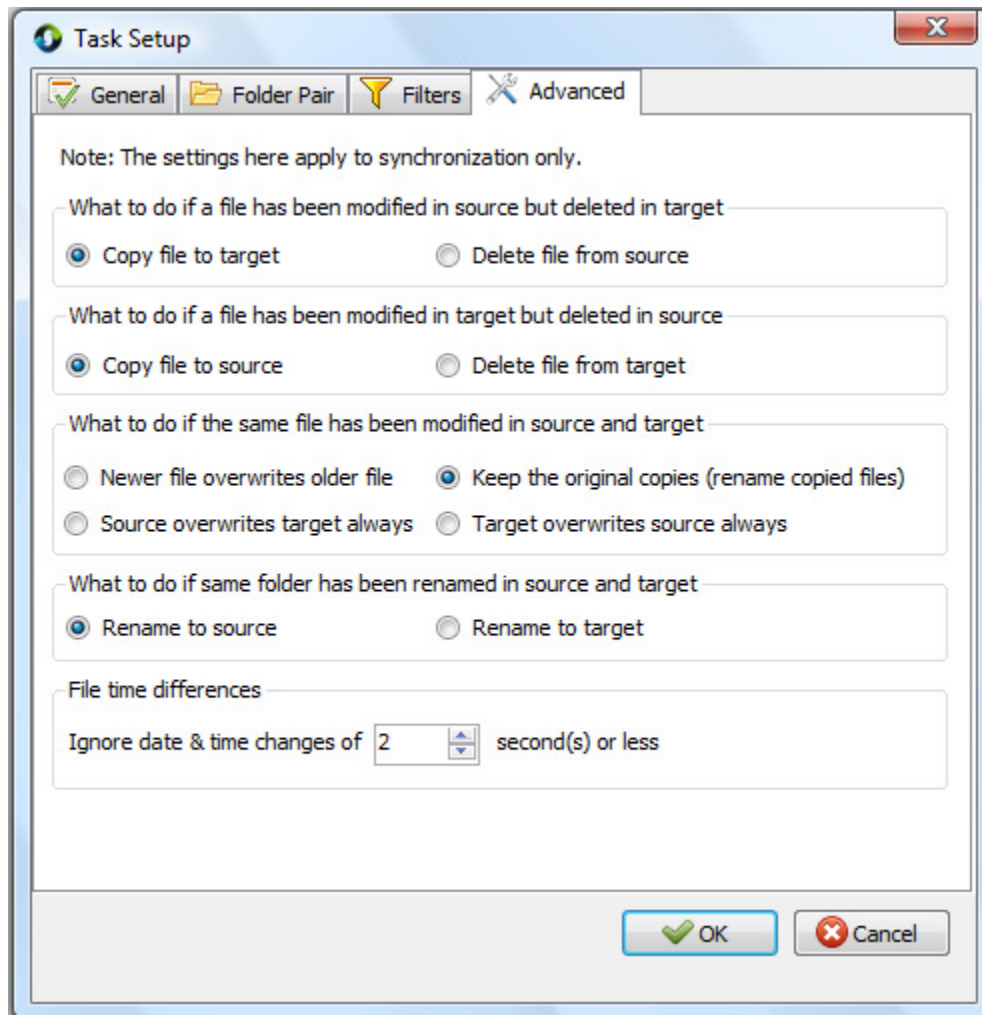 Task Setup
General Folder Pair Filters Advanced
Note: The settings here apply to synchronization only.
What to do if a file has been modified in source but deleted in target
Copy file to target Delete file from source
What to do if a file has been modified in target but deleted in source
Copy file to source Delete file from target
What to do if the same file has been modified in source and target
Newer file overwrites older file Keep the original copies (rename copied files)
Source overwrites target always Target overwrites source always
What to do if same folder has been renamed in source and target
Rename to source Rename to target
File time differences
Ignore date & time changes of 2 second(s) or less
OK Cancel